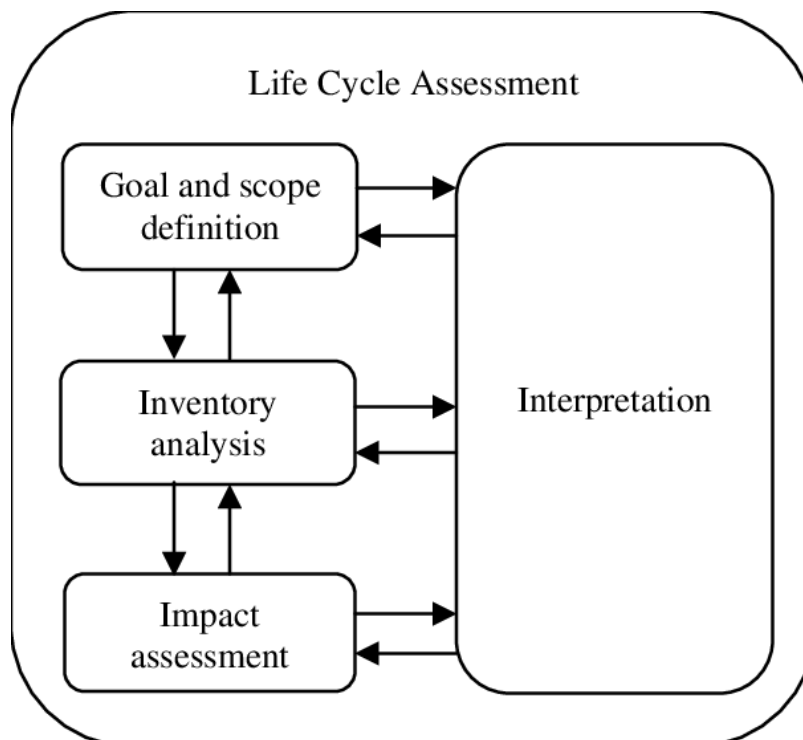 Life Cycle Assessment
Goal and scope
definition
Inventory
analysis
Interpretation
Impact
assessment